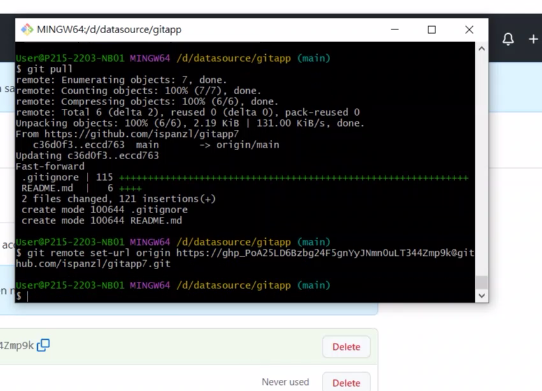 MINGW64:/d/datasource/gitapp
User@P215-2203-NB01 MINGW64 /d/datasource/gitapp (main)
$ git pull
remote: Enumerating objects: 7, done.
remote: Counting objects: 100% (7/7), done.
remote: Compressing objects: 100% (6/6), done.
remote: Total 6 (delta 2), reused 0 (delta 0), pack-reused 0
Unpacking objects: 100% (6/6), 2.19 KiB | 131.00 KiB/s, done.
From https://github.com/ispanzl/gitapp7
c36d0f3..eccd763 main -> origin/main
Updating c36d0f3..eccd763
Fast-forward
.gitignore | 115 ++++++++++++++++++++++++++++++++++++++++++++++++++++++++++++++
README.md | 6 ++++
2 files changed, 121 insertions(+)
create mode 100644 .gitignore
create mode 100644 README.md
User@P215-2203-NB01 MINGW64 /d/datasource/gitapp (main)
$ git remote set-url origin https://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@git
hub.com/ispanzl/gitapp7.git
User@P215-2203-NB01 MINGW64 /d/datasource/gitapp (main)
$
4Zmp9k
Delete
Never used
Delete